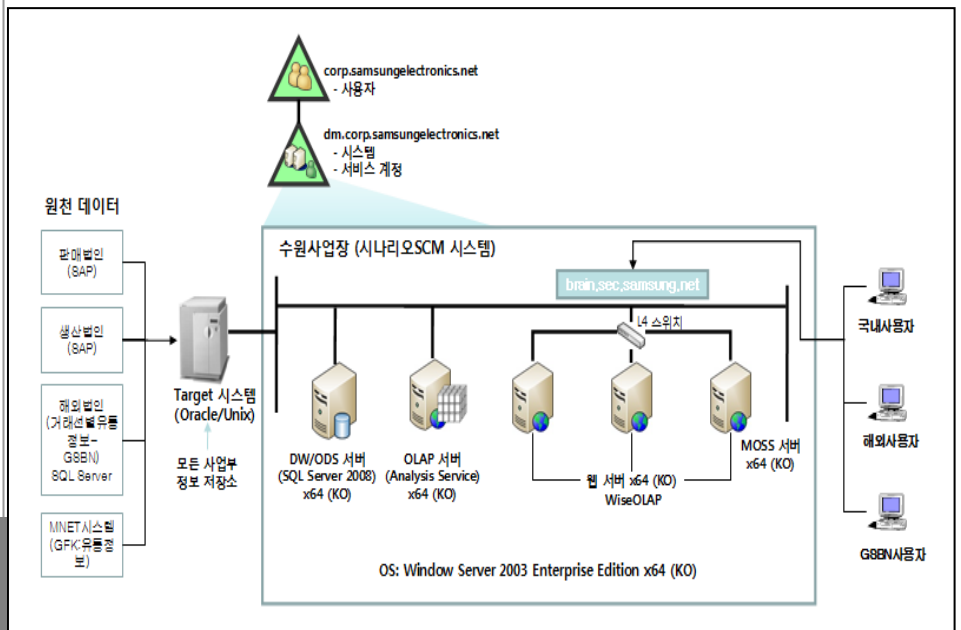 corp.samsungelectronics.net
- 사용자
dm.corp.samsungelectronics.net
- 시스템
- 서비스 계정
원천 데이터
판매법인
(SAP)
생산법인
(SAP)
해외법인
(거래선별유통
정보-
GSBN)
SQL Server
MNET시스템
(GFK:유통정
보)
Target 시스템
(Oracle/Unix)
모든 사업부
정보 저장소
수원사업장 (시나리오SCM 시스템)
brain.sec.samsung.net
L4 스위치
DW/ODS 서버
(SQL Server 2008)
x64 (KO)
OLAP 서버
(Analysis Service)
x64 (KO)
웹 서버 x64 (KO)
WiseOLAP
MOSS 서버
x64 (KO)
OS: Window Server 2003 Enterprise Edition x64 (KO)
국내사용자
해외사용자
GSBN사용자